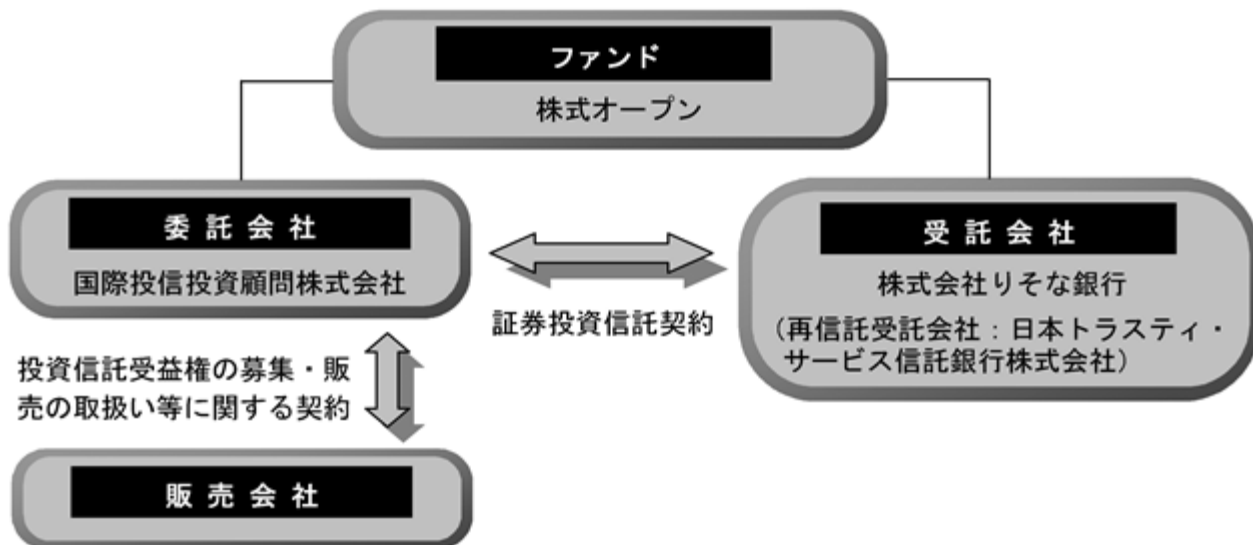 ファンド
株式オープン
委託会社
国際投信投資顧問株式会社
受託会社
株式会社りそな銀行
（再信託受託会社：日本トラスティ・
サービス信託銀行株式会社）
証券投資信託契約
投資信託受益権の募集・販
売の取扱い等に関する契約
販売会社